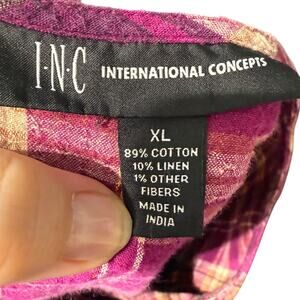 I·N·C INTERNATIONAL CONCEPTS
XL
89% COTTON
10% LINEN
1% OTHER
FIBERS
MADE IN
INDIA